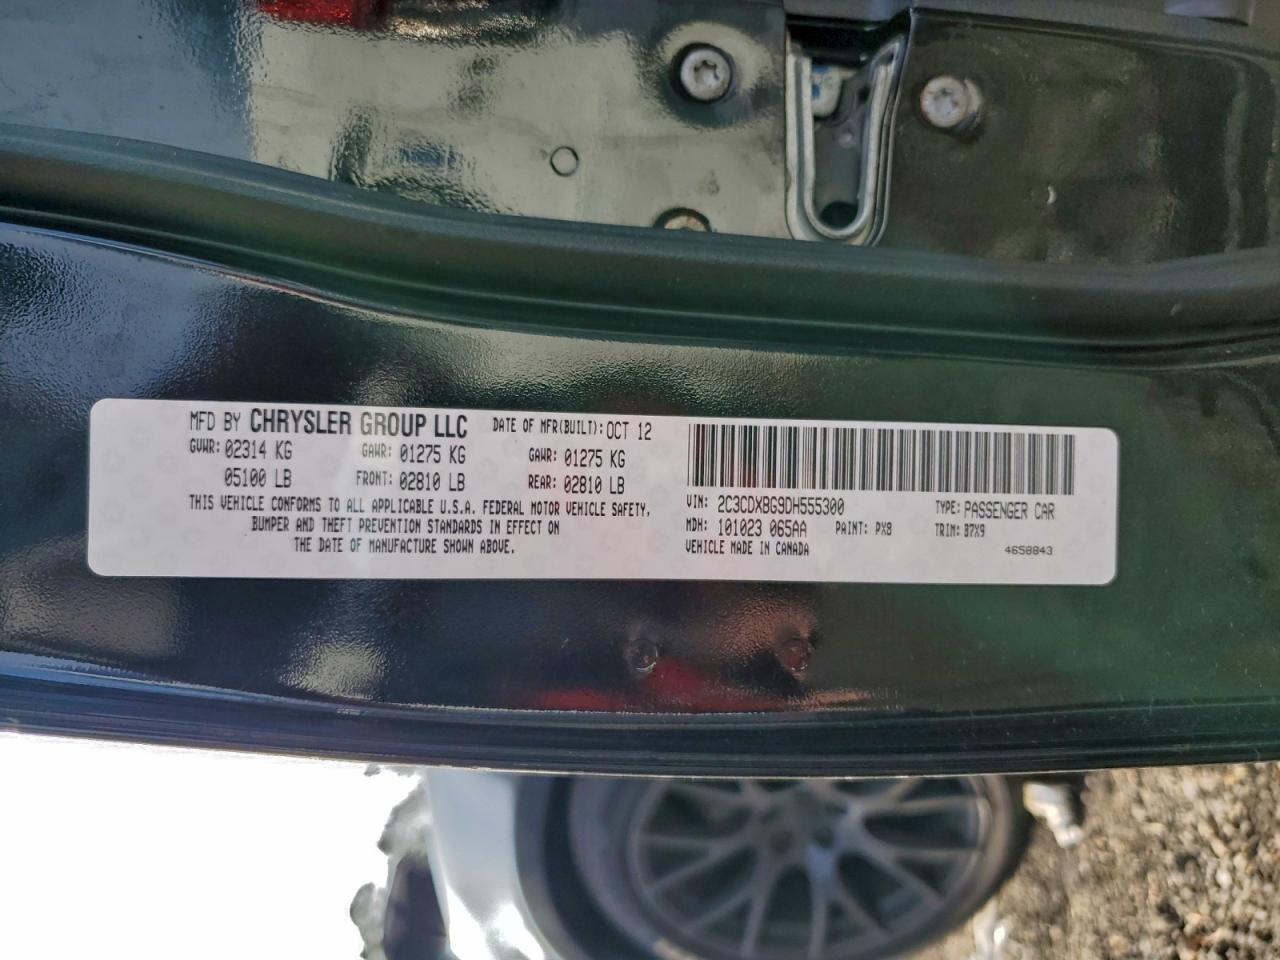 MFD BY CHRYSLER GROUP LLC DATE OF MFR(BUILT): OCT 12
GVWR: 02314 KG GAWR: 01275 KG GAWR: 01275 KG
05100 LB FRONT: 02810 LB REAR: 02810 LB
THIS VEHICLE CONFORMS TO ALL APPLICABLE U.S.A. FEDERAL MOTOR VEHICLE SAFETY,
BUMPER AND THEFT PREVENTION STANDARDS IN EFFECT ON
THE DATE OF MANUFACTURE SHOWN ABOVE.
VIN: 2C3CDXBG9DH555300 TYPE: PASSENGER CAR
MDH: 101023 065AA PAINT: PX8 TRIM: B7X9
VEHICLE MADE IN CANADA 4658843